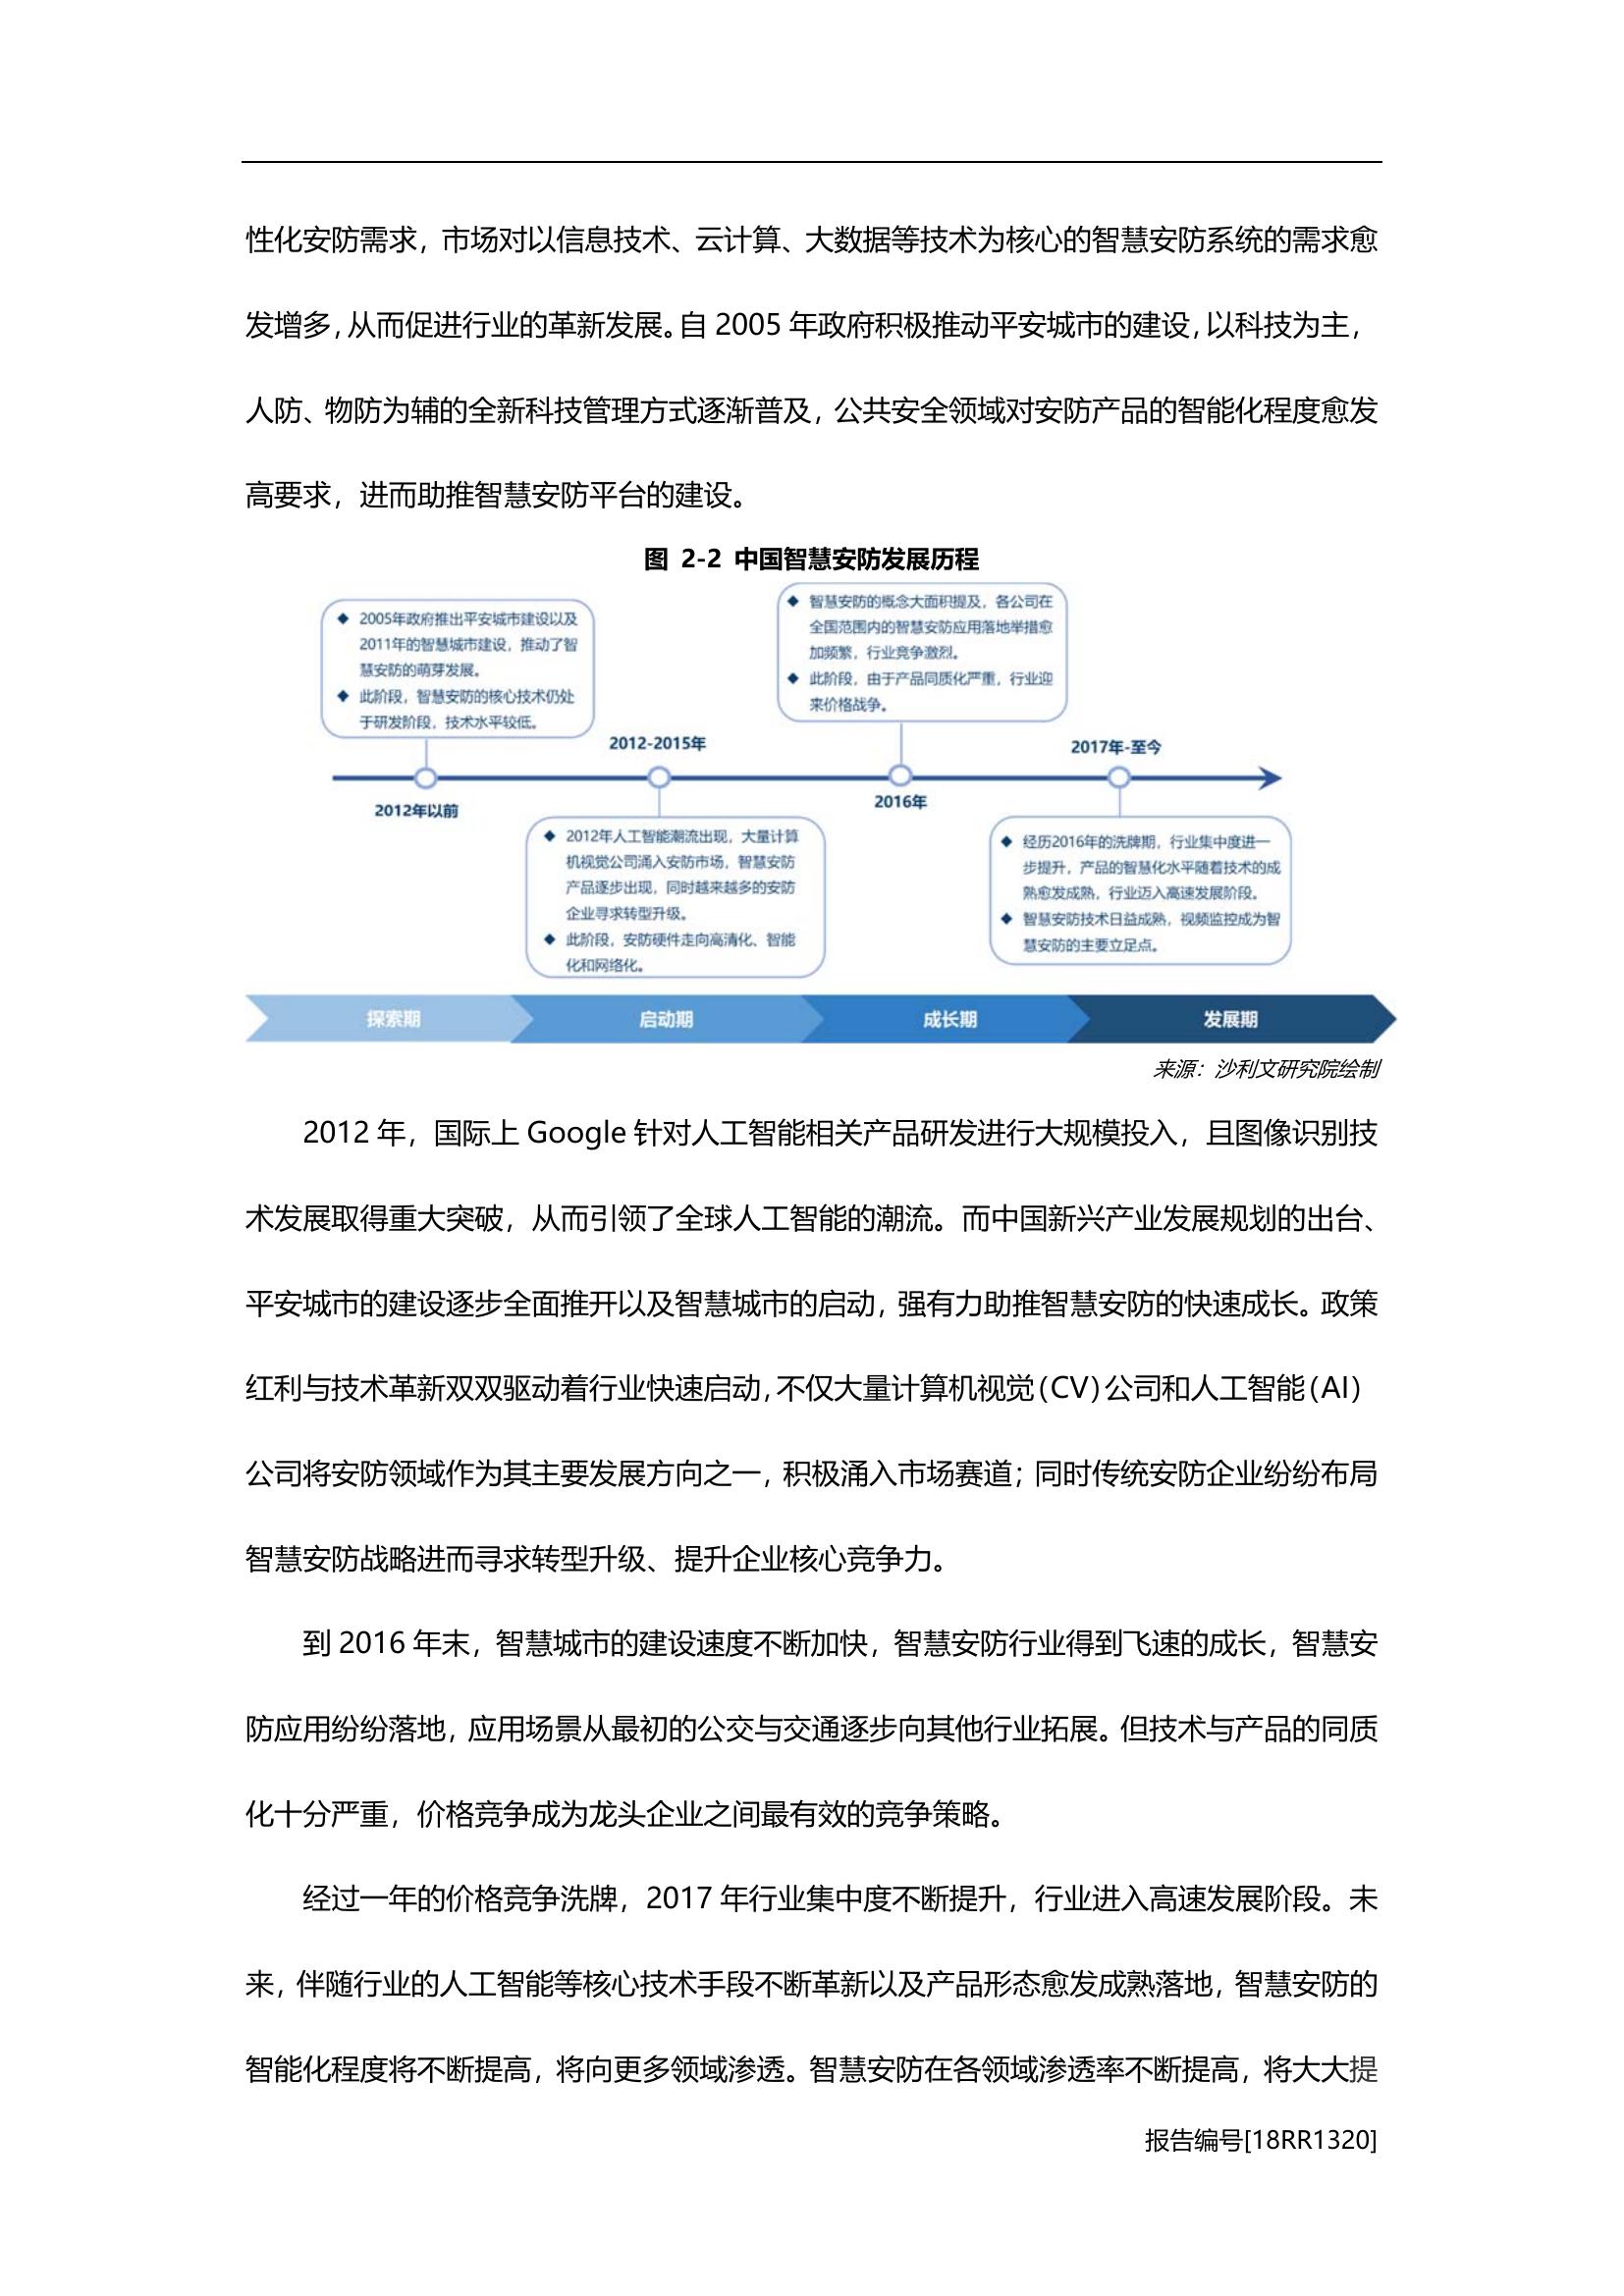 性化安防需求，市场对以信息技术、云计算、大数据等技术为核心的智慧安防系统的需求愈
发增多，从而促进行业的革新发展。自 2005 年政府积极推动平安城市的建设，以科技为主，
人防、物防为辅的全新科技管理方式逐渐普及，公共安全领域对安防产品的智能化程度愈发
高要求，进而助推智慧安防平台的建设。
图 2-2 中国智慧安防发展历程
◆ 2005年政府推出平安城市建设以及
2011年的智慧城市建设，推动了智
慧安防的萌芽发展。
◆ 此阶段，智慧安防的核心技术仍处
于研发阶段，技术水平较低。
2012年以前
2012-2015年
◆ 2012年人工智能潮流出现，大量计算
机视觉公司涌入安防市场，智慧安防
产品逐步出现，同时越来越多的安防
企业寻求转型升级。
◆ 此阶段，安防硬件走向高清化、智能
化和网络化。
◆ 智慧安防的概念大面积提及，各公司在
全国范围内的智慧安防应用落地举措愈
加频繁，行业竞争激烈。
◆ 此阶段，由于产品同质化严重，行业迎
来价格战争。
2016年
2017年-至今
◆ 经历2016年的洗牌期，行业集中度进一
步提升，产品的智慧化水平随着技术的成
熟愈发成熟，行业迈入高速发展阶段。
◆ 智慧安防技术日益成熟，视频监控成为智
慧安防的主要立足点。
探索期
启动期
成长期
发展期
来源：沙利文研究院绘制
2012 年，国际上 Google 针对人工智能相关产品研发进行大规模投入，且图像识别技
术发展取得重大突破，从而引领了全球人工智能的潮流。而中国新兴产业发展规划的出台、
平安城市的建设逐步全面推开以及智慧城市的启动，强有力助推智慧安防的快速成长。政策
红利与技术革新双双驱动着行业快速启动，不仅大量计算机视觉（CV）公司和人工智能（AI）
公司将安防领域作为其主要发展方向之一，积极涌入市场赛道；同时传统安防企业纷纷布局
智慧安防战略进而寻求转型升级、提升企业核心竞争力。
到 2016 年末，智慧城市的建设速度不断加快，智慧安防行业得到飞速的成长，智慧安
防应用纷纷落地，应用场景从最初的公交与交通逐步向其他行业拓展。但技术与产品的同质
化十分严重，价格竞争成为龙头企业之间最有效的竞争策略。
经过一年的价格竞争洗牌，2017 年行业集中度不断提升，行业进入高速发展阶段。未
来，伴随行业的人工智能等核心技术手段不断革新以及产品形态愈发成熟落地，智慧安防的
智能化程度将不断提高，将向更多领域渗透。智慧安防在各领域渗透率不断提高，将大大提
报告编号[18RR1320]